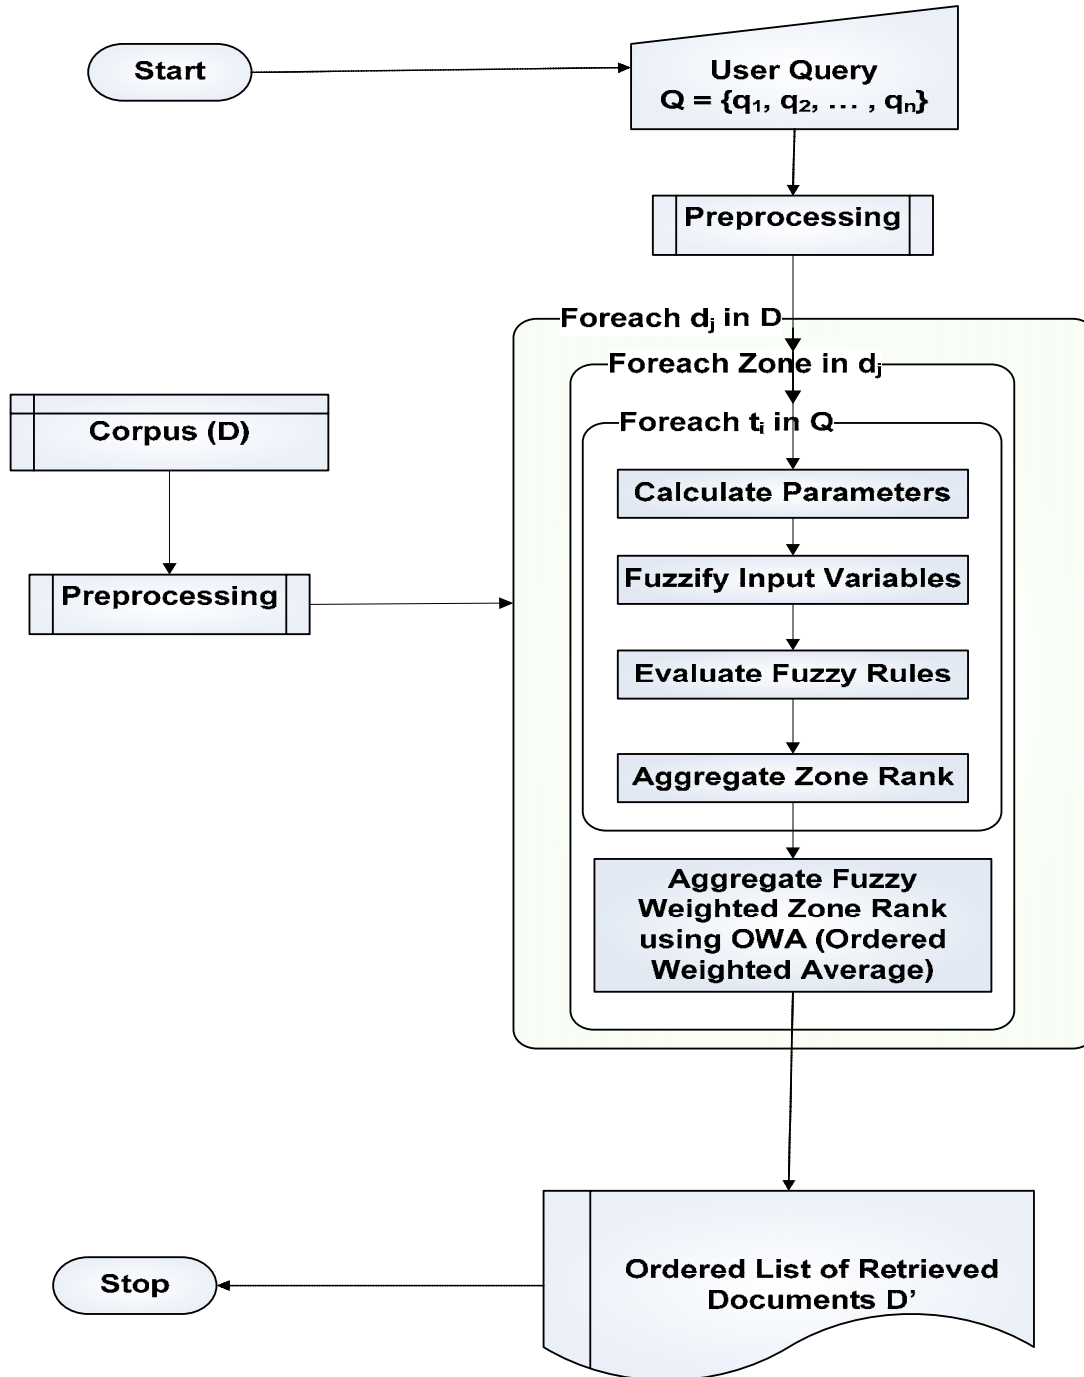 Start
User Query
Q = {q₁, q₂, … , qₙ}
Preprocessing
Foreach dⱼ in D
Foreach Zone in dⱼ
Foreach tᵢ in Q
Corpus (D)
Preprocessing
Calculate Parameters
Fuzzify Input Variables
Evaluate Fuzzy Rules
Aggregate Zone Rank
Aggregate Fuzzy
Weighted Zone Rank
using OWA (Ordered
Weighted Average)
Ordered List of Retrieved
Documents D’
Stop